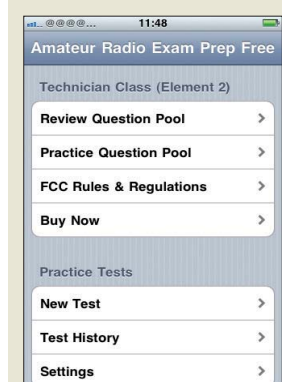 @@@@... 11:48
Amateur Radio Exam Prep Free
Technician Class (Element 2)
Review Question Pool
Practice Question Pool
FCC Rules & Regulations
Buy Now
Practice Tests
New Test
Test History
Settings